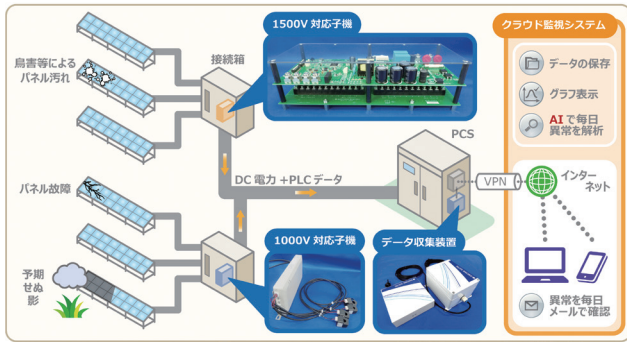 1500V 対応子機
クラウド監視システム
鳥害等による
パネル汚れ
接続箱
データの保存
グラフ表示
AIで毎日
異常を解析
PCS
パネル故障
DC 電力 +PLC データ
VPN
インター
ネット
1000V 対応子機
データ収集装置
予期
せぬ
影
異常を毎日
メールで確認